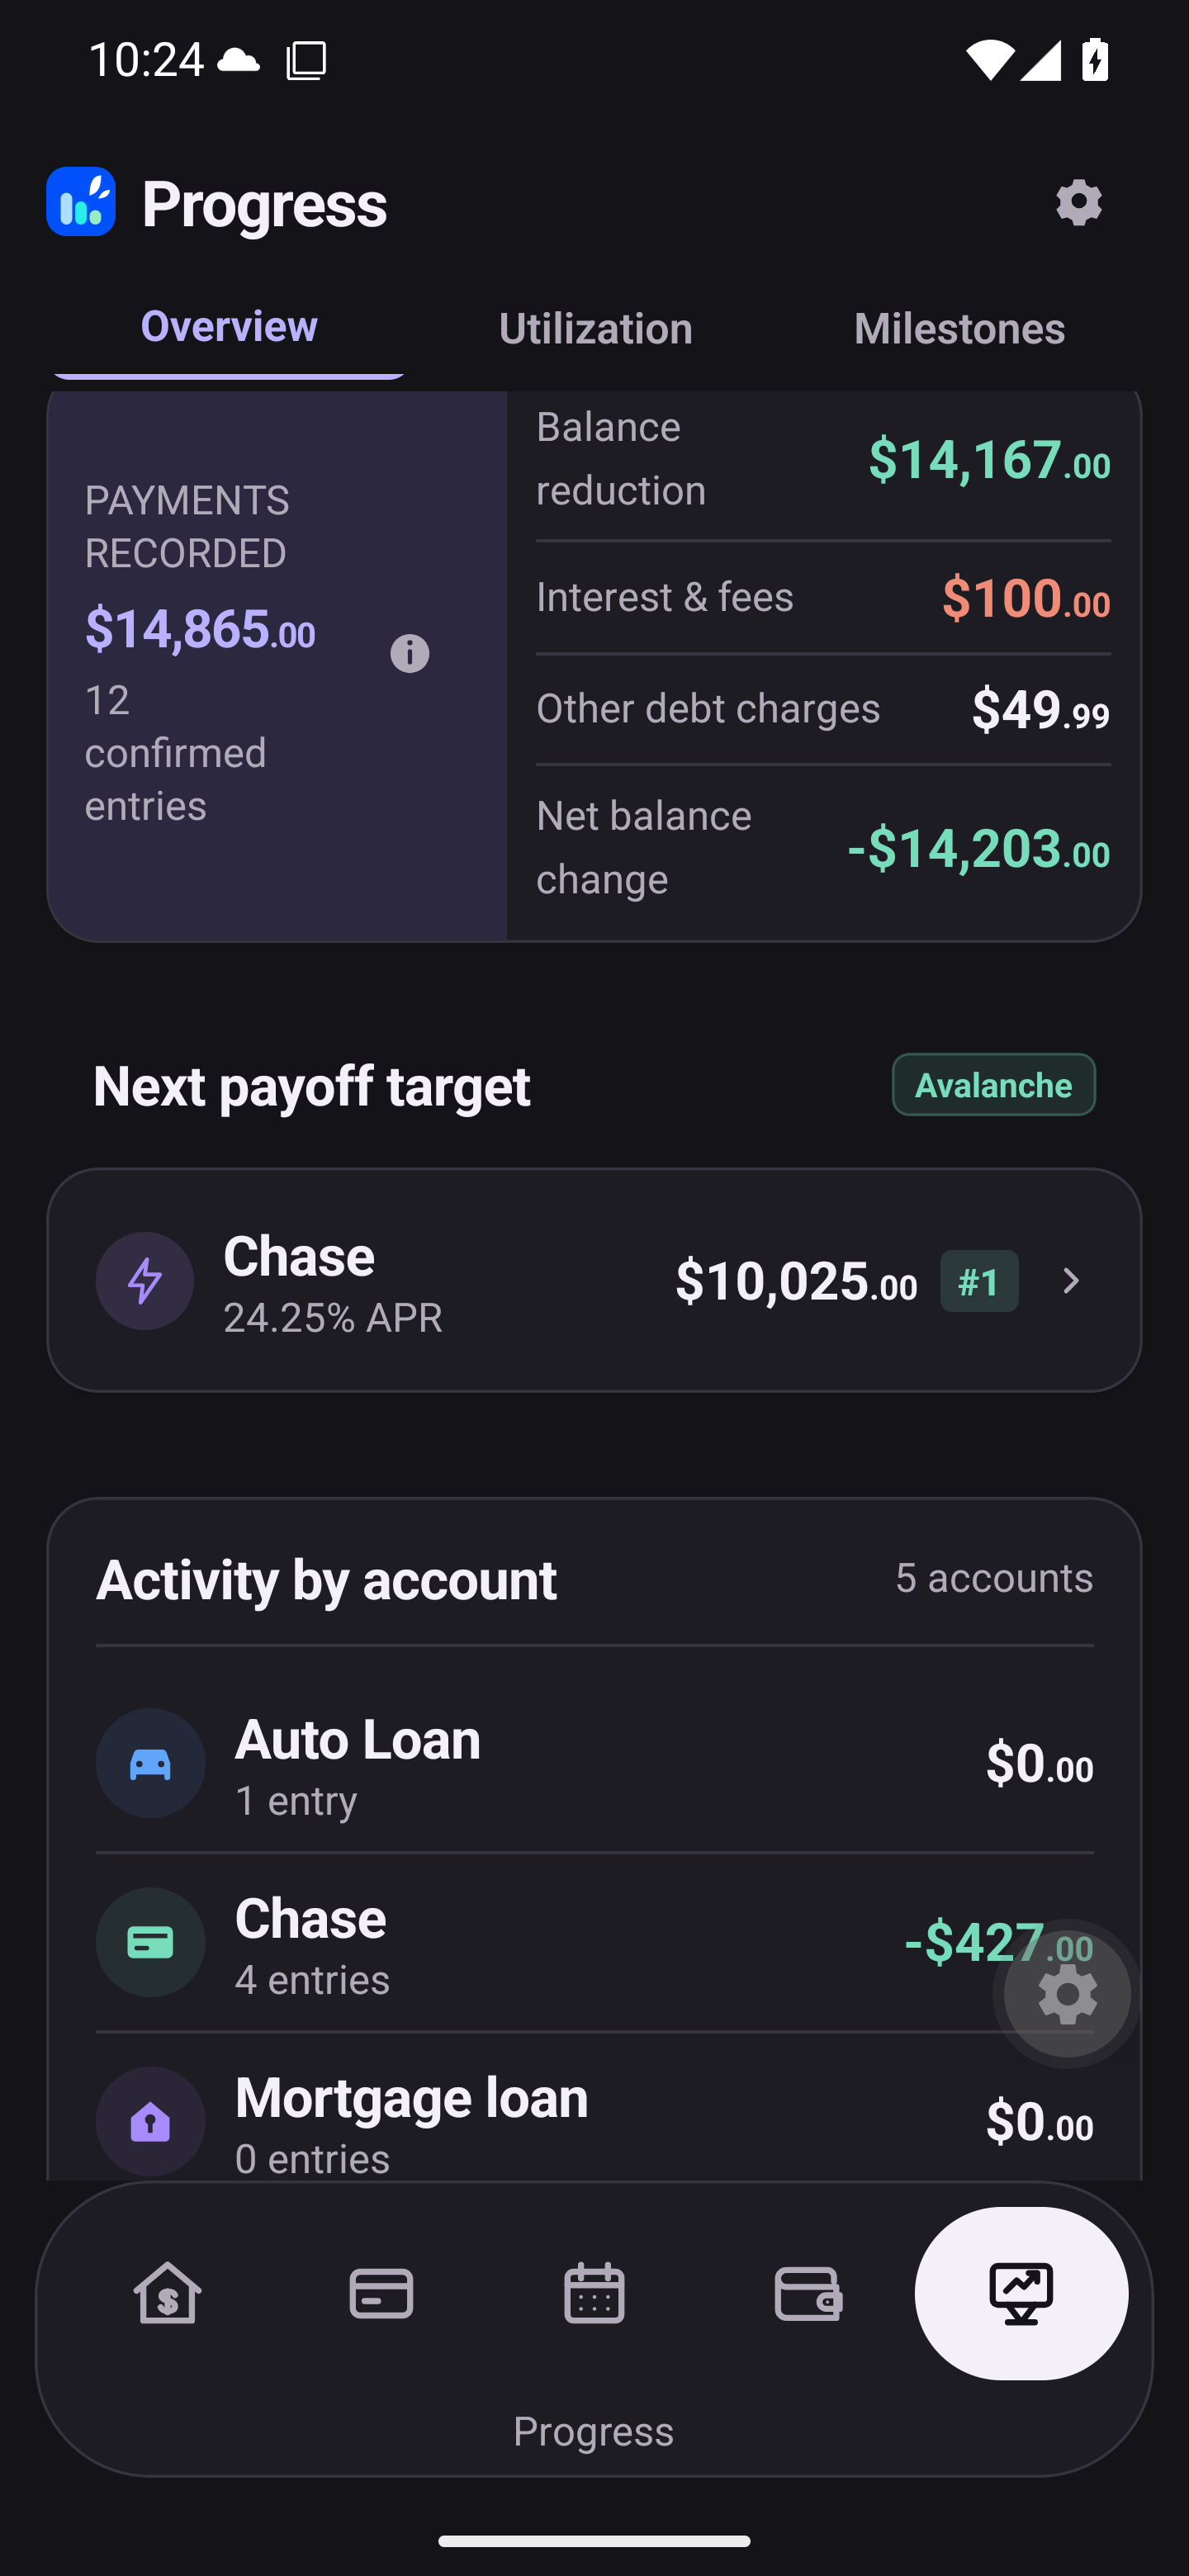 10:24
Progress
Overview Utilization Milestones
PAYMENTS
RECORDED
$14,865.00
12
confirmed
entries
Balance
reduction
$14,167.00
Interest & fees $100.00
Other debt charges $49.99
Net balance
change
-$14,203.00
Next payoff target Avalanche
Chase
24.25% APR
$10,025.00 #1
Activity by account 5 accounts
Auto Loan
1 entry
$0.00
Chase
4 entries
-$427.00
Mortgage loan
0 entries
$0.00
Progress